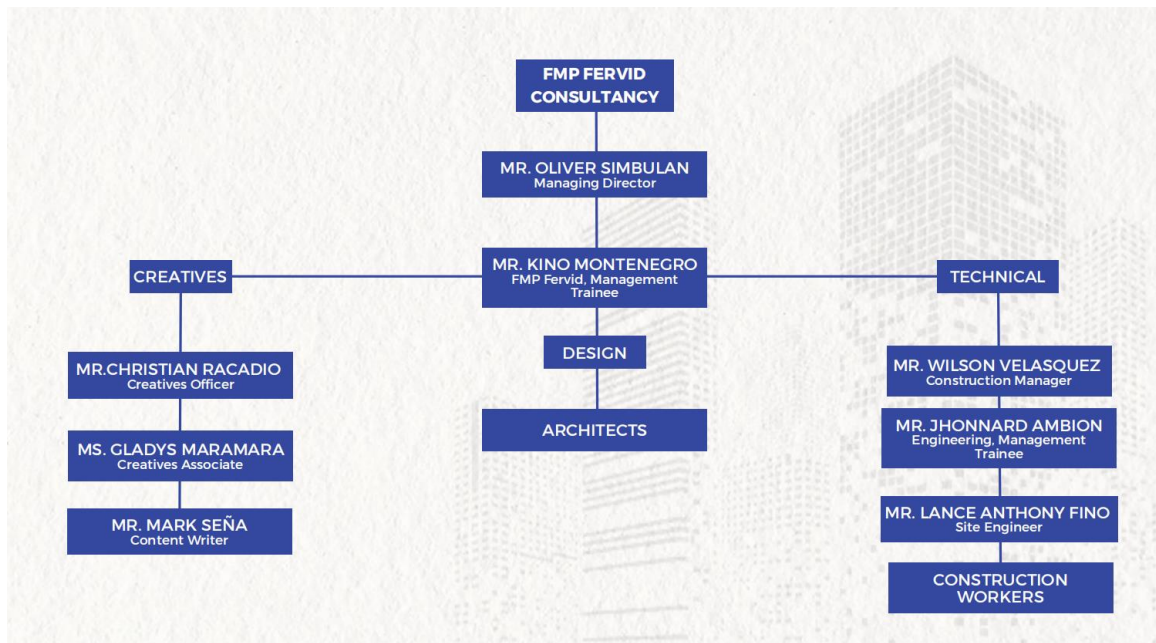 FMP FERVID
CONSULTANCY
MR. OLIVER SIMBULAN
Managing Director
MR. KINO MONTENEGRO
FMP Fervid, Management
Trainee
CREATIVES
MR.CHRISTIAN RACADIO
Creatives Officer
MS. GLADYS MARAMARA
Creatives Associate
MR. MARK SEÑA
Content Writer
DESIGN
ARCHITECTS
TECHNICAL
MR. WILSON VELASQUEZ
Construction Manager
MR. JHONNARD AMBION
Engineering, Management
Trainee
MR. LANCE ANTHONY FINO
Site Engineer
CONSTRUCTION
WORKERS